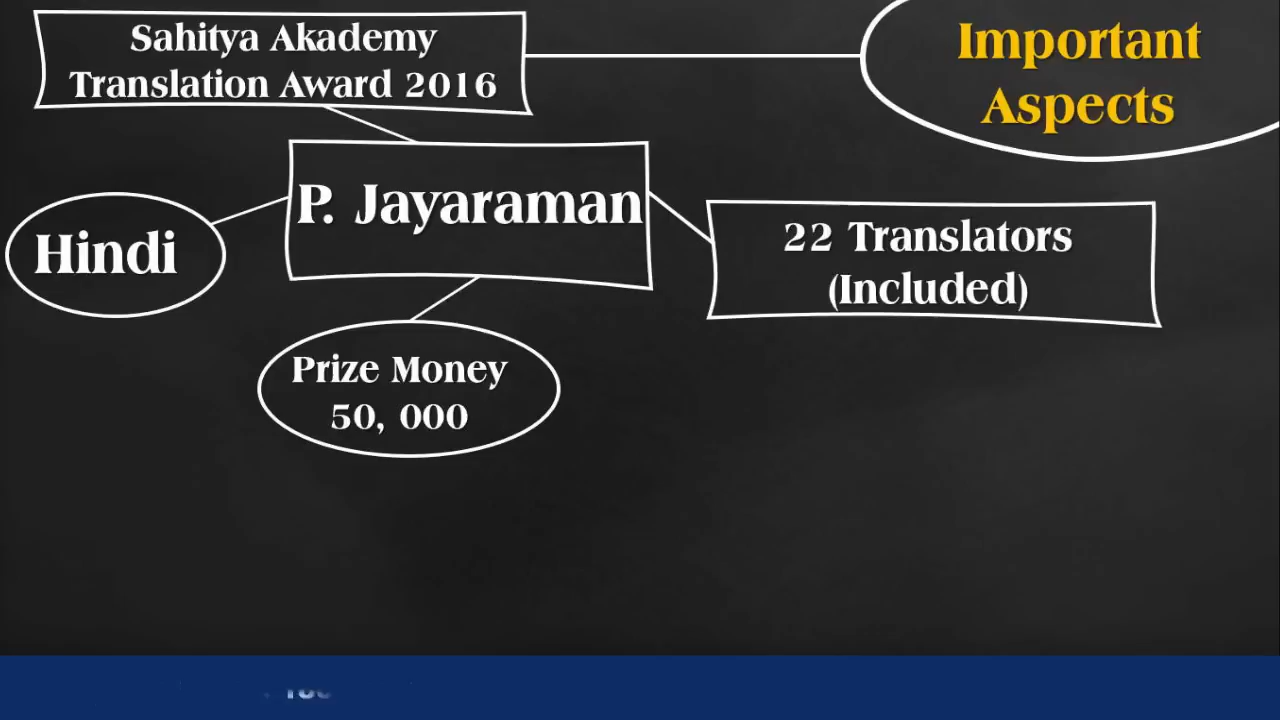 Sahitya Akademy
Translation Award 2016
Important
Aspects
P. Jayaraman
Hindi
22 Translators
(Included)
Prize Money
50, 000